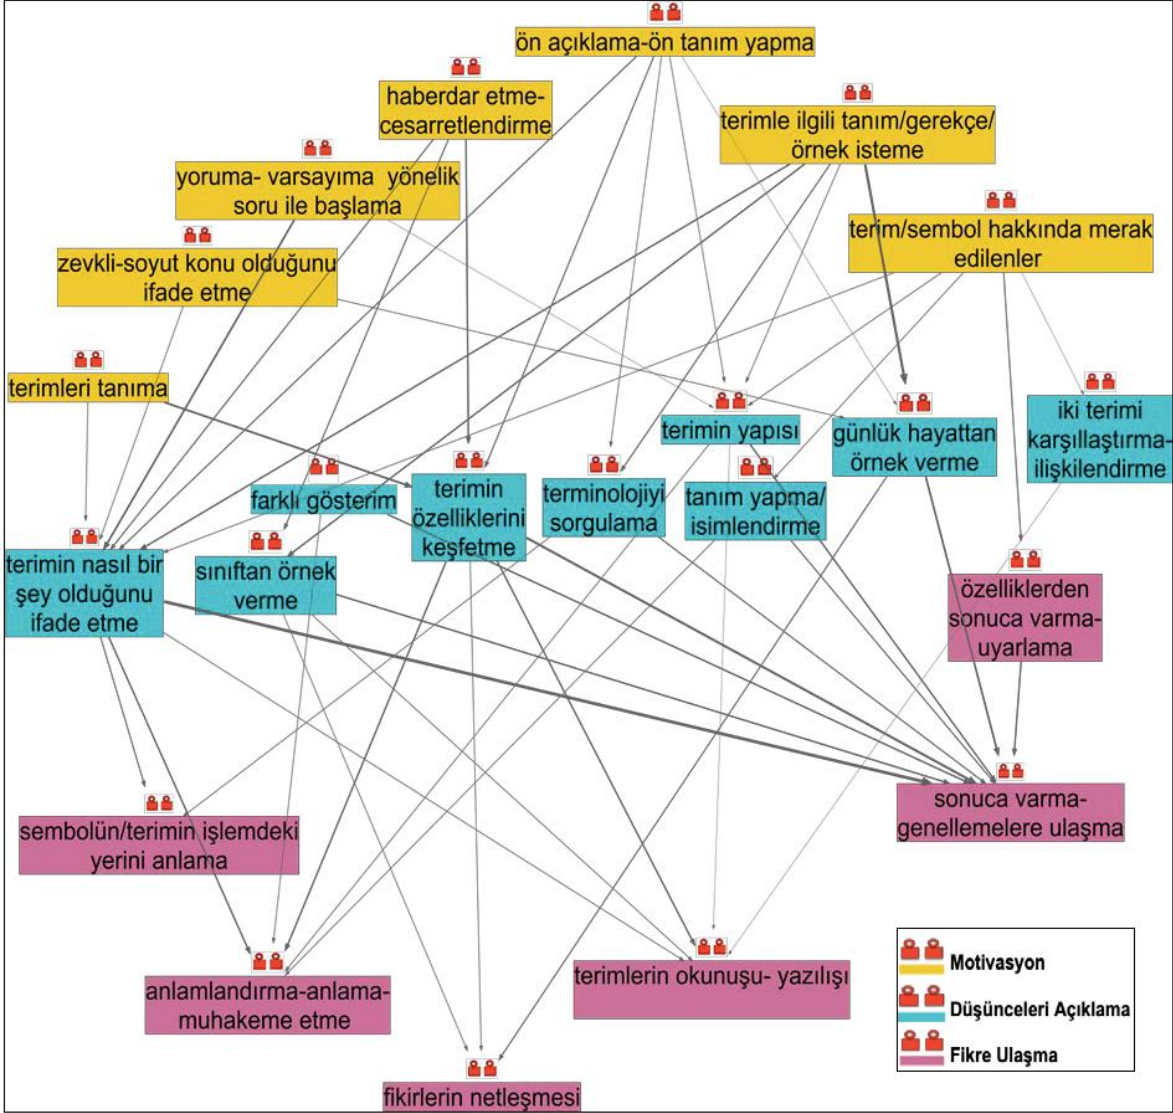 ön açıklama-ön tanım yapma
haberdar etme-
cesarretlendirme
terimle ilgili tanım/gerekçe/
örnek isteme
yoruma- varsayıma  yönelik
soru ile başlama
terim/sembol hakkında merak
edilenler
zevkli-soyut konu olduğunu
ifade etme
terimleri tanıma
terimin yapısı
günlük hayattan
örnek verme
iki terimi
karşıllaştırma-
ilişkilendirme
farklı gösterim
terimin
özelliklerini
keşfetme
terminolojiyi
sorgulama
tanım yapma/
isimlendirme
terimin nasıl bir
şey olduğunu
ifade etme
sınıftan örnek
verme
özelliklerden
sonuca varma-
uyarlama
sembolün/terimin işlemdeki
yerini anlama
sonuca varma-
genellemelere ulaşma
anlamlandırma-anlama-
muhakeme etme
terimlerin okunuşu- yazılışı
fikirlerin netleşmesi
Motivasyon
Düşünceleri Açıklama
Fikre Ulaşma